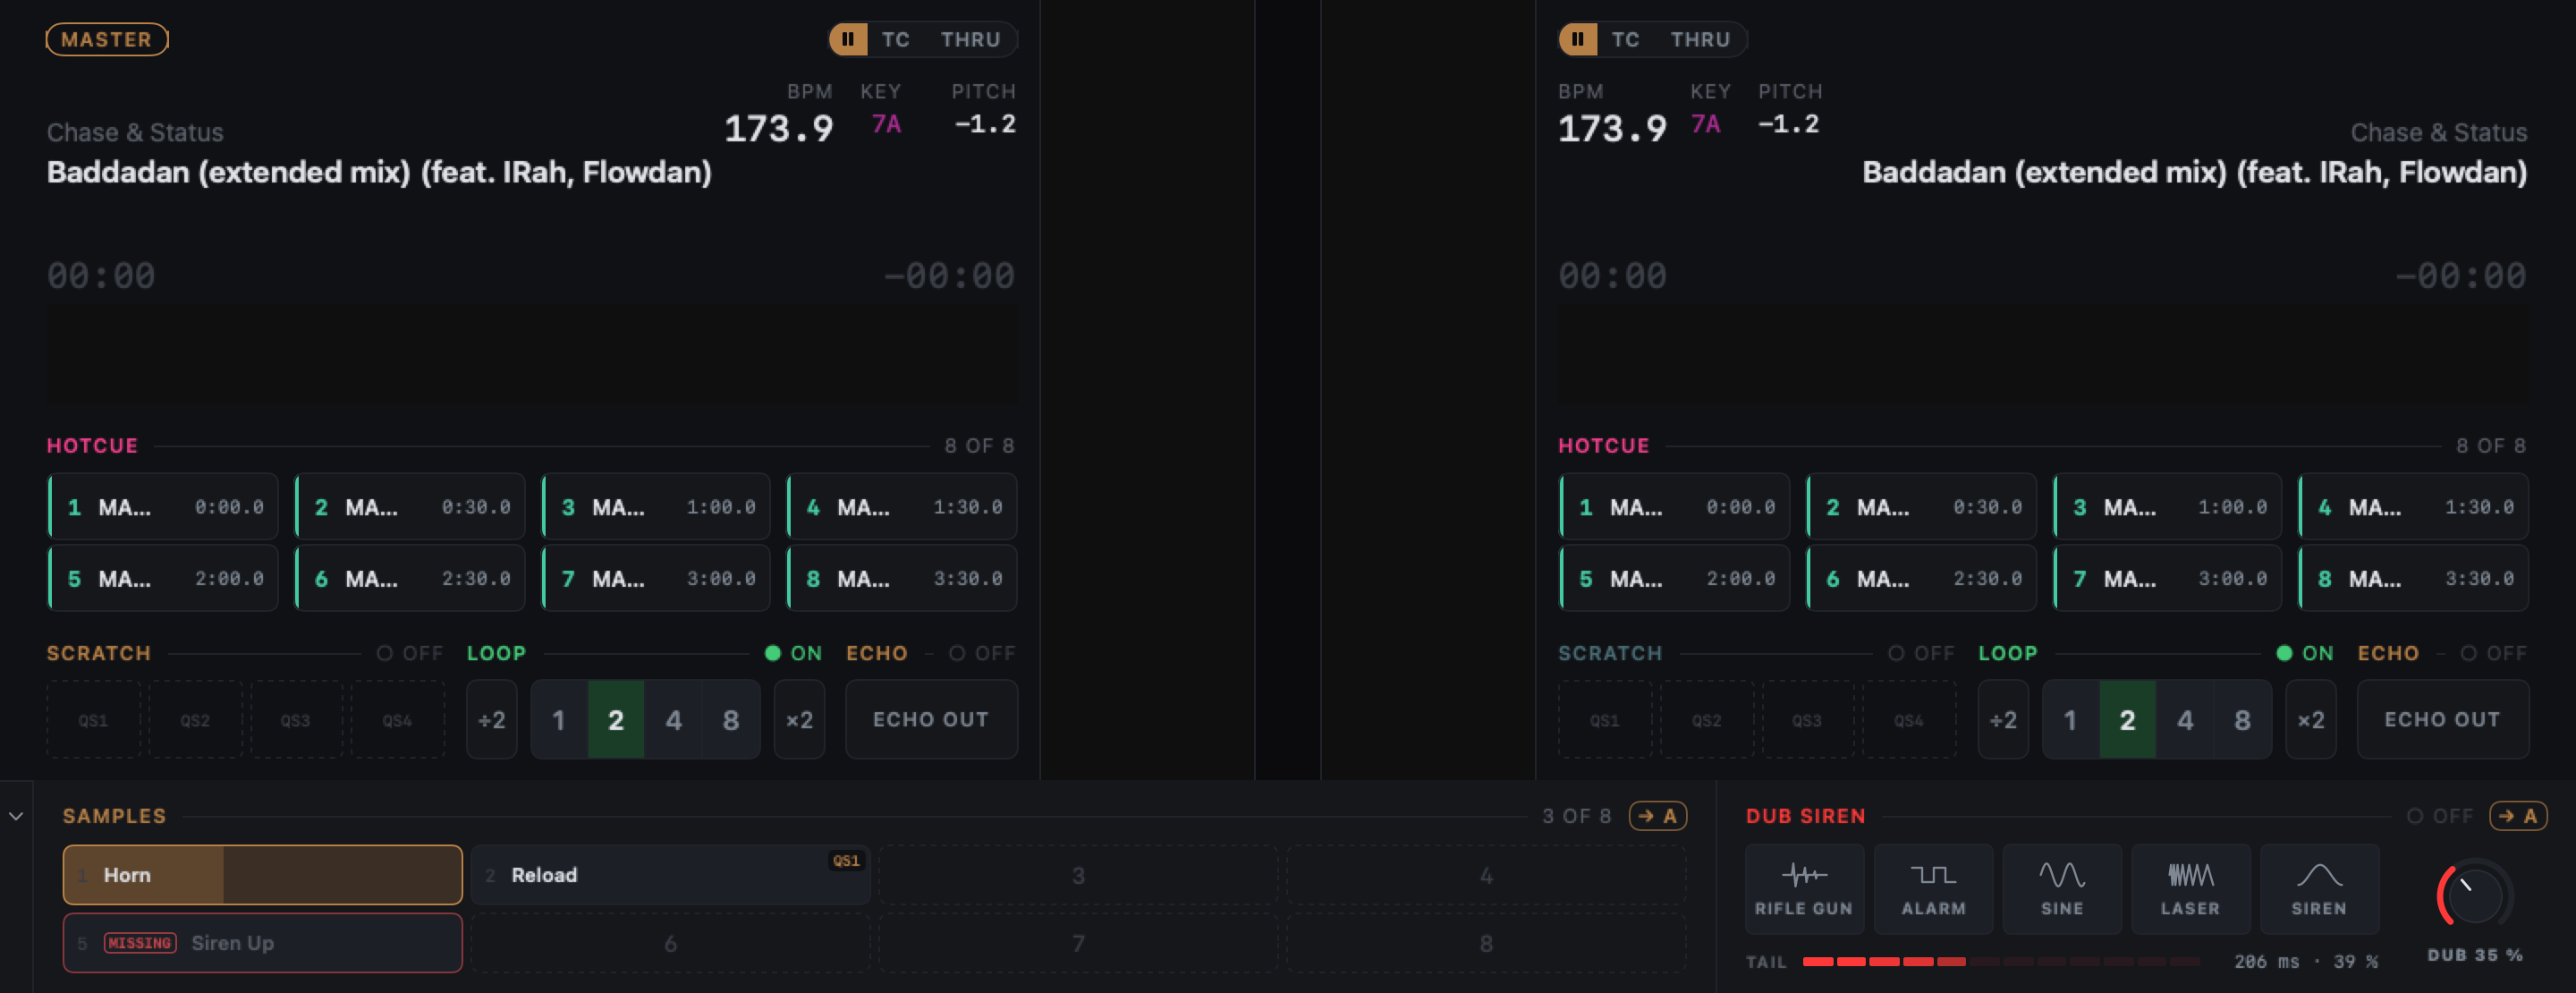 MASTER
TC THRU
TC THRU
BPM KEY PITCH
173.9 7A −1.2
Chase & Status
Baddadan (extended mix) (feat. IRah, Flowdan)
BPM KEY PITCH
173.9 7A −1.2
Chase & Status
Baddadan (extended mix) (feat. IRah, Flowdan)
00:00 −00:00
00:00 −00:00
HOTCUE 8 OF 8
1 MA... 0:00.0 2 MA... 0:30.0 3 MA... 1:00.0 4 MA... 1:30.0
5 MA... 2:00.0 6 MA... 2:30.0 7 MA... 3:00.0 8 MA... 3:30.0
HOTCUE 8 OF 8
1 MA... 0:00.0 2 MA... 0:30.0 3 MA... 1:00.0 4 MA... 1:30.0
5 MA... 2:00.0 6 MA... 2:30.0 7 MA... 3:00.0 8 MA... 3:30.0
SCRATCH OFF LOOP ON ECHO OFF
QS1 QS2 QS3 QS4 ÷2 1 2 4 8 ×2 ECHO OUT
SCRATCH OFF LOOP ON ECHO OFF
QS1 QS2 QS3 QS4 ÷2 1 2 4 8 ×2 ECHO OUT
SAMPLES 3 OF 8 → A
1 Horn 2 Reload QS1 3 4
5 MISSING Siren Up 6 7 8
DUB SIREN OFF → A
RIFLE GUN ALARM SINE LASER SIREN
TAIL 206 ms · 39 % DUB 35 %